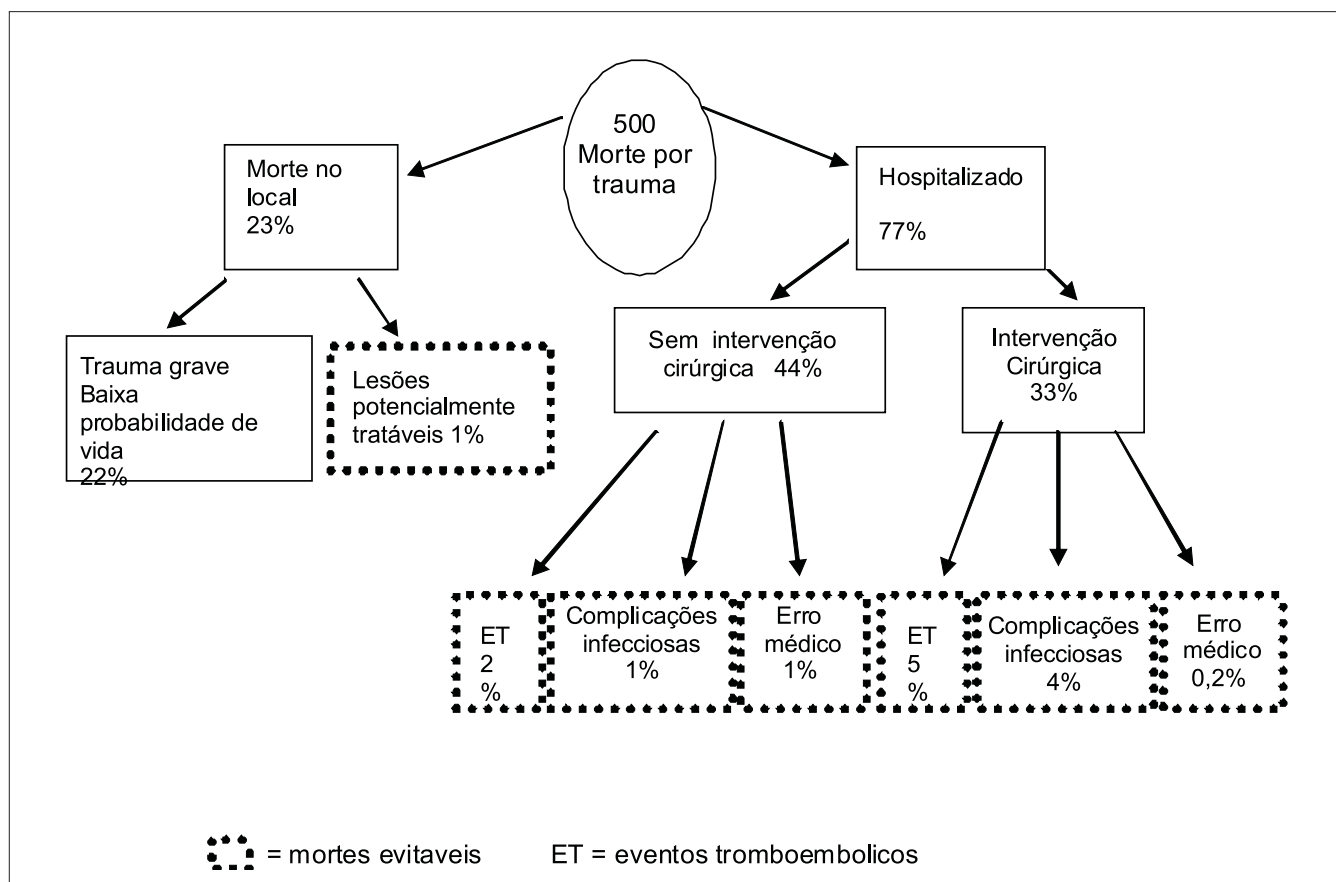 500
Morte por
trauma
Morte no
local
23%
Hospitalizado
77%
Trauma grave
Baixa
probabilidade de
vida
22%
Lesões
potencialmente
tratáveis 1%
Sem intervenção
cirúrgica 44%
Intervenção
Cirúrgica
33%
ET
2
%
Complicações
infecciosas
1%
Erro
médico
1%
ET
5
%
Complicações
infecciosas
4%
Erro
médico
0,2%
= mortes evitaveis
ET = eventos tromboembolicos